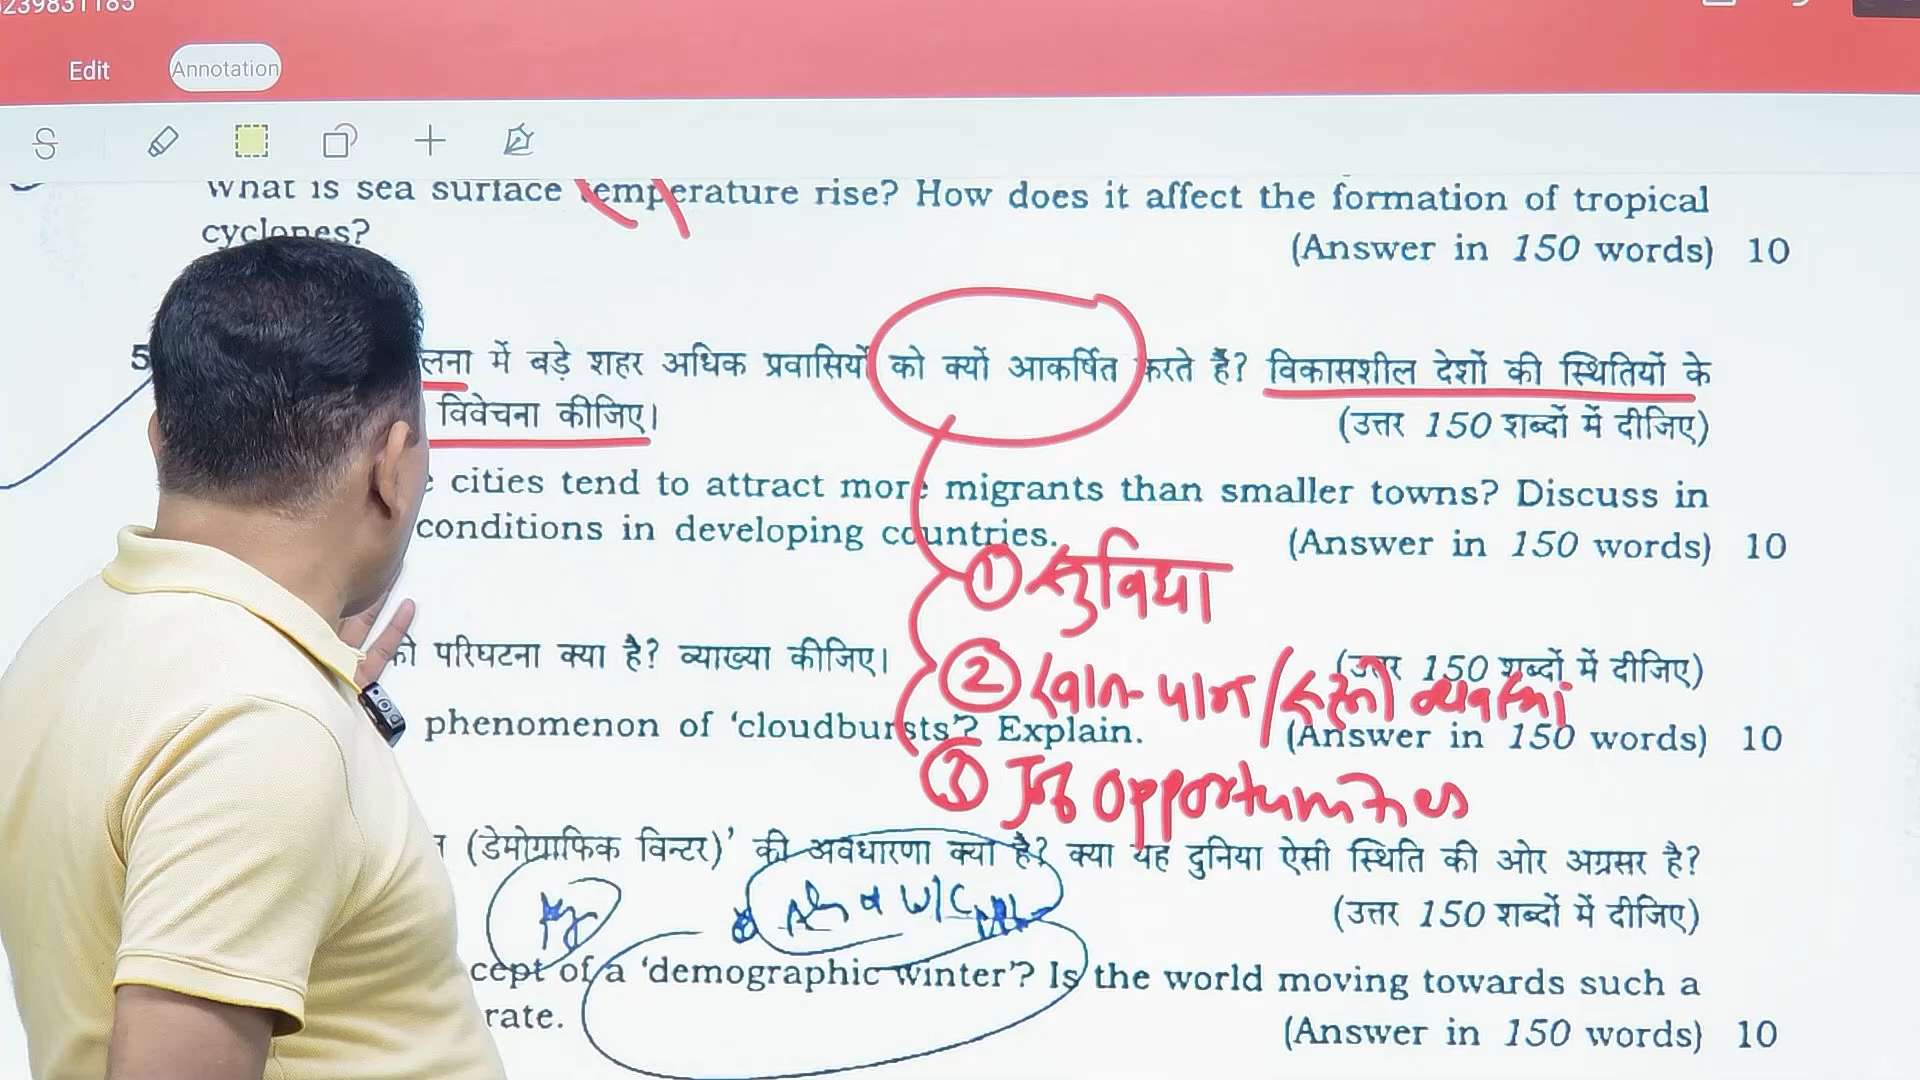 239831185
Edit
Annotation
What is sea surface temperature rise? How does it affect the formation of tropical
cyclones?
(Answer in 150 words) 10
5
लना में बड़े शहर अधिक प्रवासियों को क्यों आकर्षित करते हैं? विकासशील देशों की स्थितियों के
विवेचना कीजिए।
(उत्तर 150 शब्दों में दीजिए)
cities tend to attract more migrants than smaller towns? Discuss in
conditions in developing countries.
(Answer in 150 words) 10
① सुविधा
की परिघटना क्या है? व्याख्या कीजिए।
(उत्तर 150 शब्दों में दीजिए)
② खान-पान /
phenomenon of ‘cloudbursts’? Explain.
(Answer in 150 words) 10
③ Job opportunities
(डेमोग्राफिक विन्टर)’ की अवधारणा क्या है? क्या यह दुनिया ऐसी स्थिति की ओर अग्रसर है?
(उत्तर 150 शब्दों में दीजिए)
cept of a ‘demographic winter’? Is the world moving towards such a
rate.
(Answer in 150 words) 10